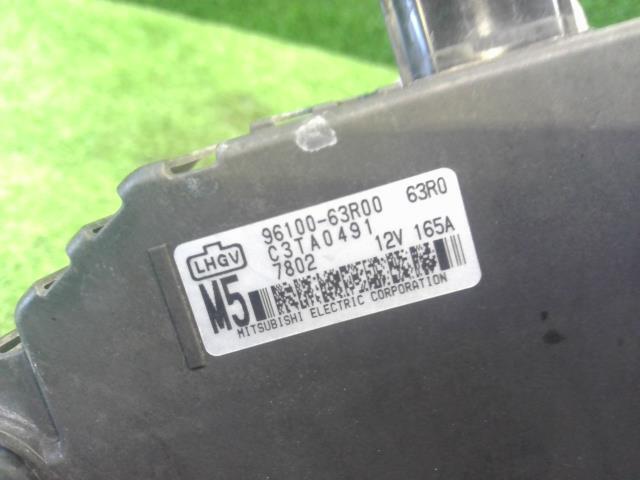 96100-63R00 63R0
LHGV C3TA0491
7802 12V 165A
M5
MITSUBISHI ELECTRIC CORPORATION